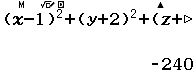 M √▱ D ▲
(x-1)²+(y+2)²+(z+▷
-240